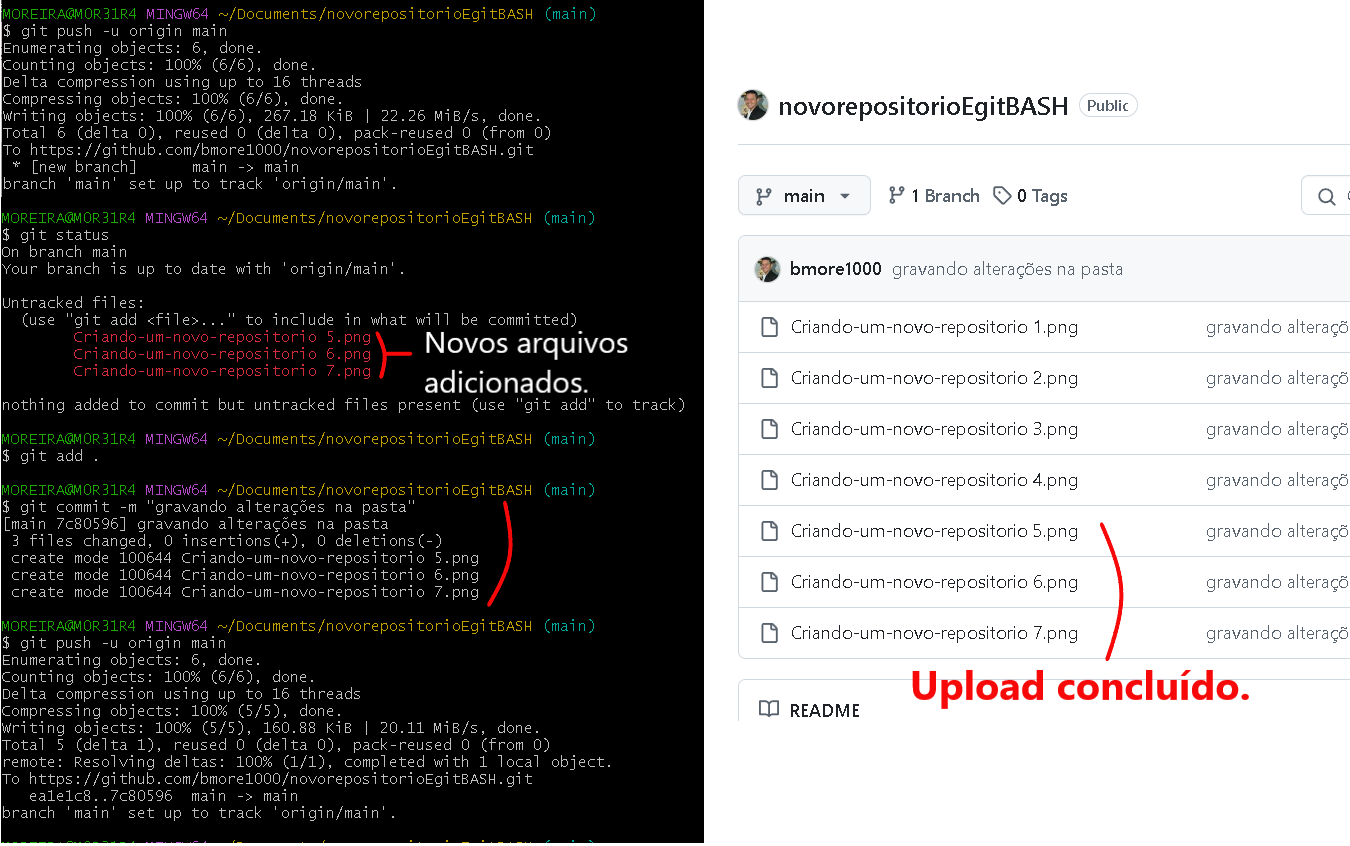 MOREIRA@MOR31R4 MINGW64 ~/Documents/novorepositorioEgitBASH (main)
$ git push -u origin main
Enumerating objects: 6, done.
Counting objects: 100% (6/6), done.
Delta compression using up to 16 threads
Compressing objects: 100% (6/6), done.
Writing objects: 100% (6/6), 267.18 KiB | 22.26 MiB/s, done.
Total 6 (delta 0), reused 0 (delta 0), pack-reused 0 (from 0)
To https://github.com/bmore1000/novorepositorioEgitBASH.git
 * [new branch]      main -> main
branch 'main' set up to track 'origin/main'.
MOREIRA@MOR31R4 MINGW64 ~/Documents/novorepositorioEgitBASH (main)
$ git status
On branch main
Your branch is up to date with 'origin/main'.
Untracked files:
  (use "git add <file>..." to include in what will be committed)
        Criando-um-novo-repositorio 5.png
        Criando-um-novo-repositorio 6.png
        Criando-um-novo-repositorio 7.png
Novos arquivos
adicionados.
nothing added to commit but untracked files present (use "git add" to track)
MOREIRA@MOR31R4 MINGW64 ~/Documents/novorepositorioEgitBASH (main)
$ git add .
MOREIRA@MOR31R4 MINGW64 ~/Documents/novorepositorioEgitBASH (main)
$ git commit -m "gravando alterações na pasta"
[main 7c80596] gravando alterações na pasta
 3 files changed, 0 insertions(+), 0 deletions(-)
 create mode 100644 Criando-um-novo-repositorio 5.png
 create mode 100644 Criando-um-novo-repositorio 6.png
 create mode 100644 Criando-um-novo-repositorio 7.png
MOREIRA@MOR31R4 MINGW64 ~/Documents/novorepositorioEgitBASH (main)
$ git push -u origin main
Enumerating objects: 6, done.
Counting objects: 100% (6/6), done.
Delta compression using up to 16 threads
Compressing objects: 100% (5/5), done.
Writing objects: 100% (5/5), 160.88 KiB | 20.11 MiB/s, done.
Total 5 (delta 1), reused 0 (delta 0), pack-reused 0 (from 0)
remote: Resolving deltas: 100% (1/1), completed with 1 local object.
To https://github.com/bmore1000/novorepositorioEgitBASH.git
   ea1e1c8..7c80596  main -> main
branch 'main' set up to track 'origin/main'.
novorepositorioEgitBASH Public
main 1 Branch 0 Tags
bmore1000 gravando alterações na pasta
Criando-um-novo-repositorio 1.png gravando alteraçõ
Criando-um-novo-repositorio 2.png gravando alteraçõ
Criando-um-novo-repositorio 3.png gravando alteraçõ
Criando-um-novo-repositorio 4.png gravando alteraçõ
Criando-um-novo-repositorio 5.png gravando alteraçõ
Criando-um-novo-repositorio 6.png gravando alteraçõ
Criando-um-novo-repositorio 7.png gravando alteraçõ
Upload concluído.
README